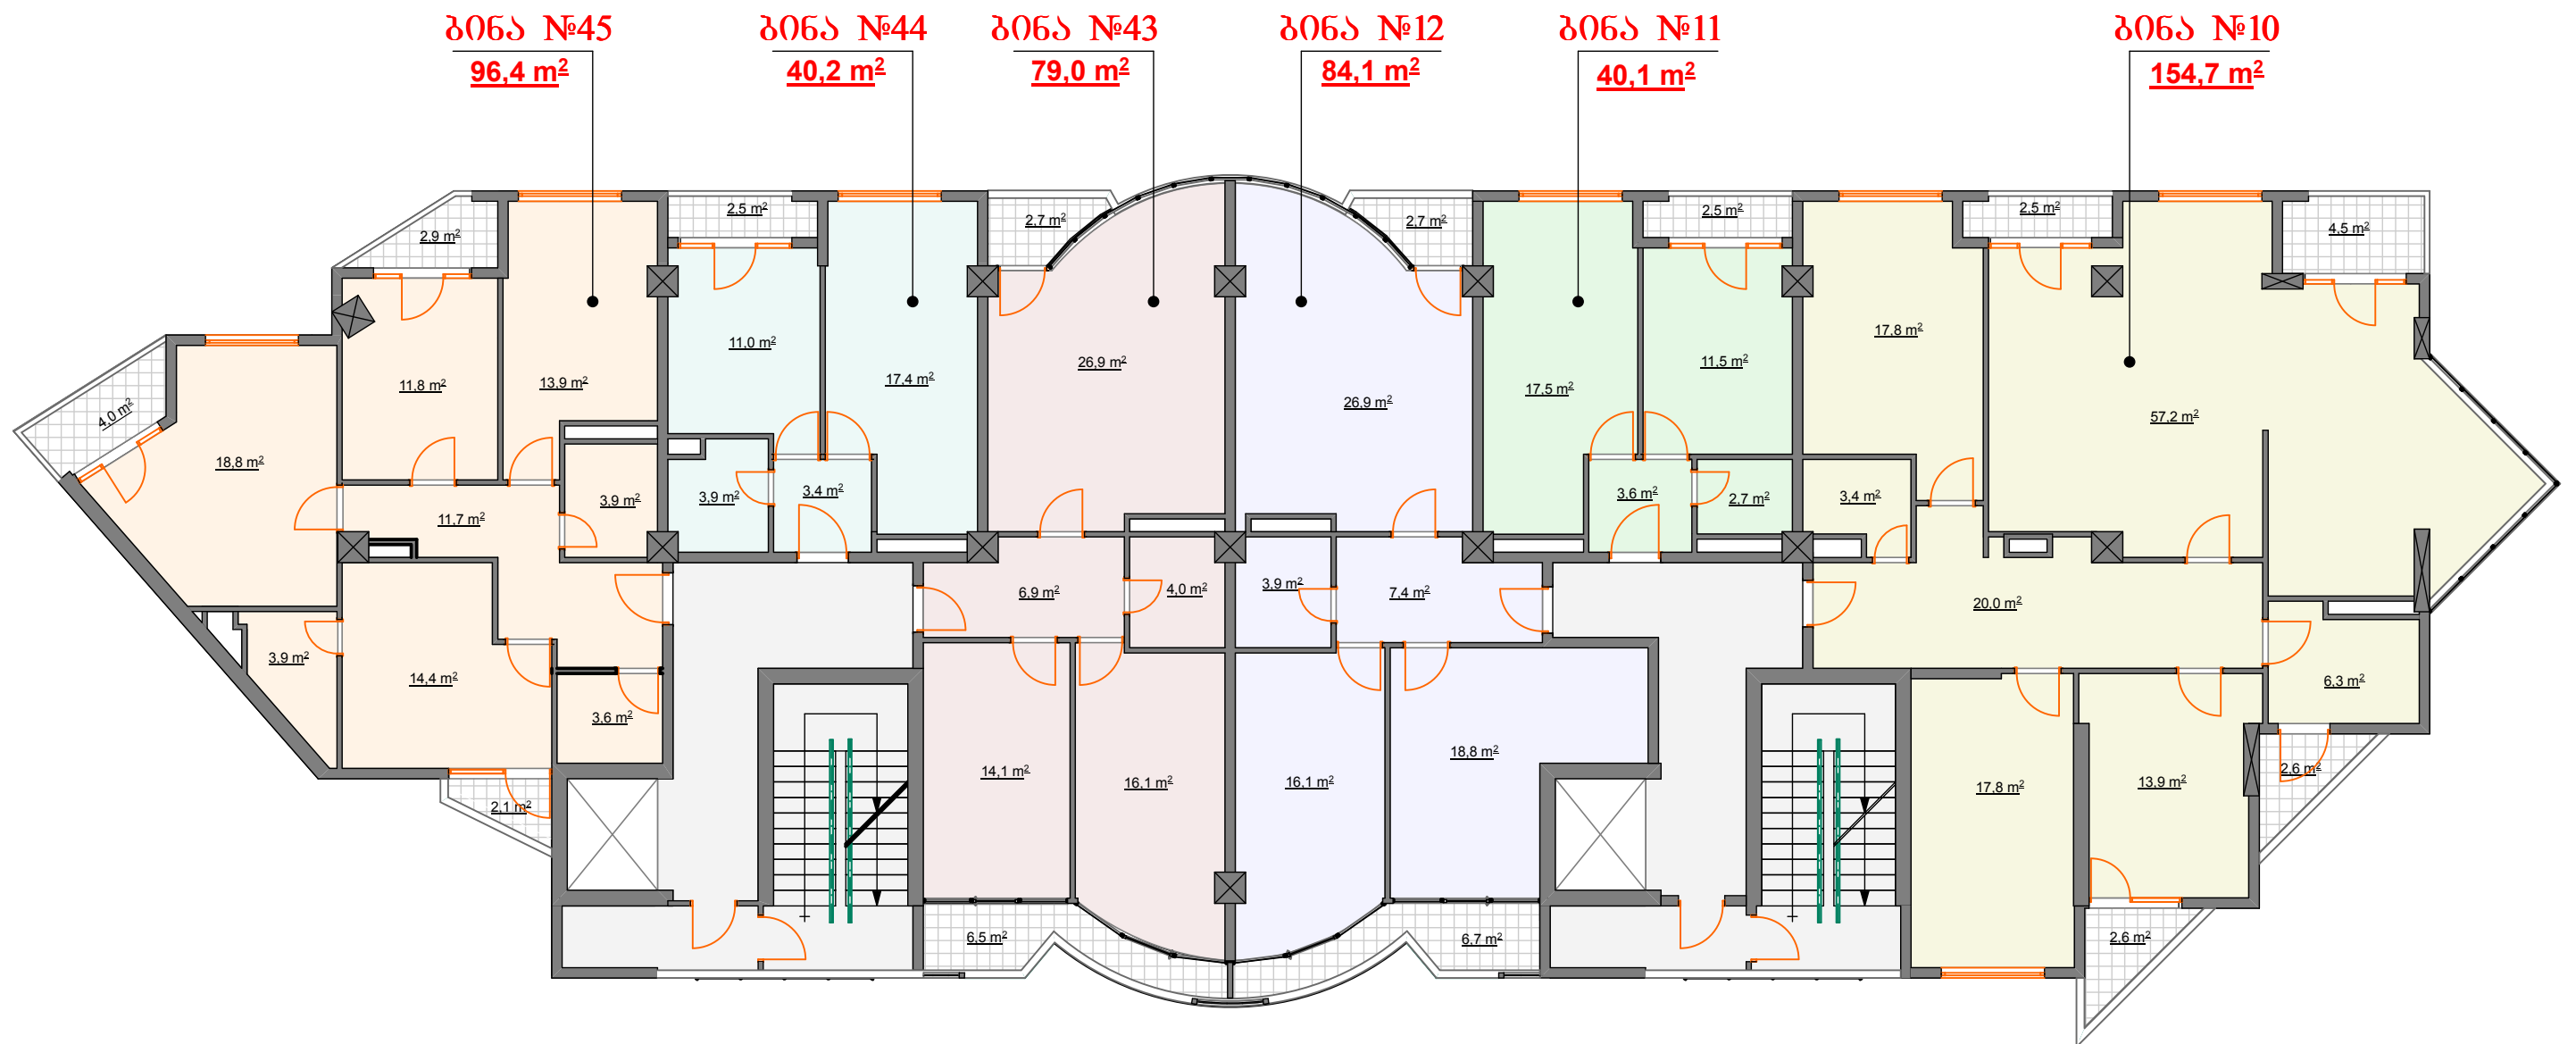 ბინა №45
96,4 m²
ბინა №44
40,2 m²
ბინა №43
79,0 m²
ბინა №12
84,1 m²
ბინა №11
40,1 m²
ბინა №10
154,7 m²
2,9 m²
2,5 m²
2,7 m²
2,7 m²
2,5 m²
2,5 m²
4,5 m²
4,0 m²
18,8 m²
11,8 m²
13,9 m²
11,0 m²
17,4 m²
26,9 m²
26,9 m²
17,5 m²
11,5 m²
17,8 m²
57,2 m²
11,7 m²
3,9 m²
3,9 m²
3,4 m²
3,6 m²
2,7 m²
3,4 m²
3,9 m²
14,4 m²
3,6 m²
6,9 m²
4,0 m²
3,9 m²
7,4 m²
20,0 m²
6,3 m²
2,1 m²
14,1 m²
16,1 m²
16,1 m²
18,8 m²
17,8 m²
13,9 m²
2,6 m²
6,5 m²
6,7 m²
2,6 m²